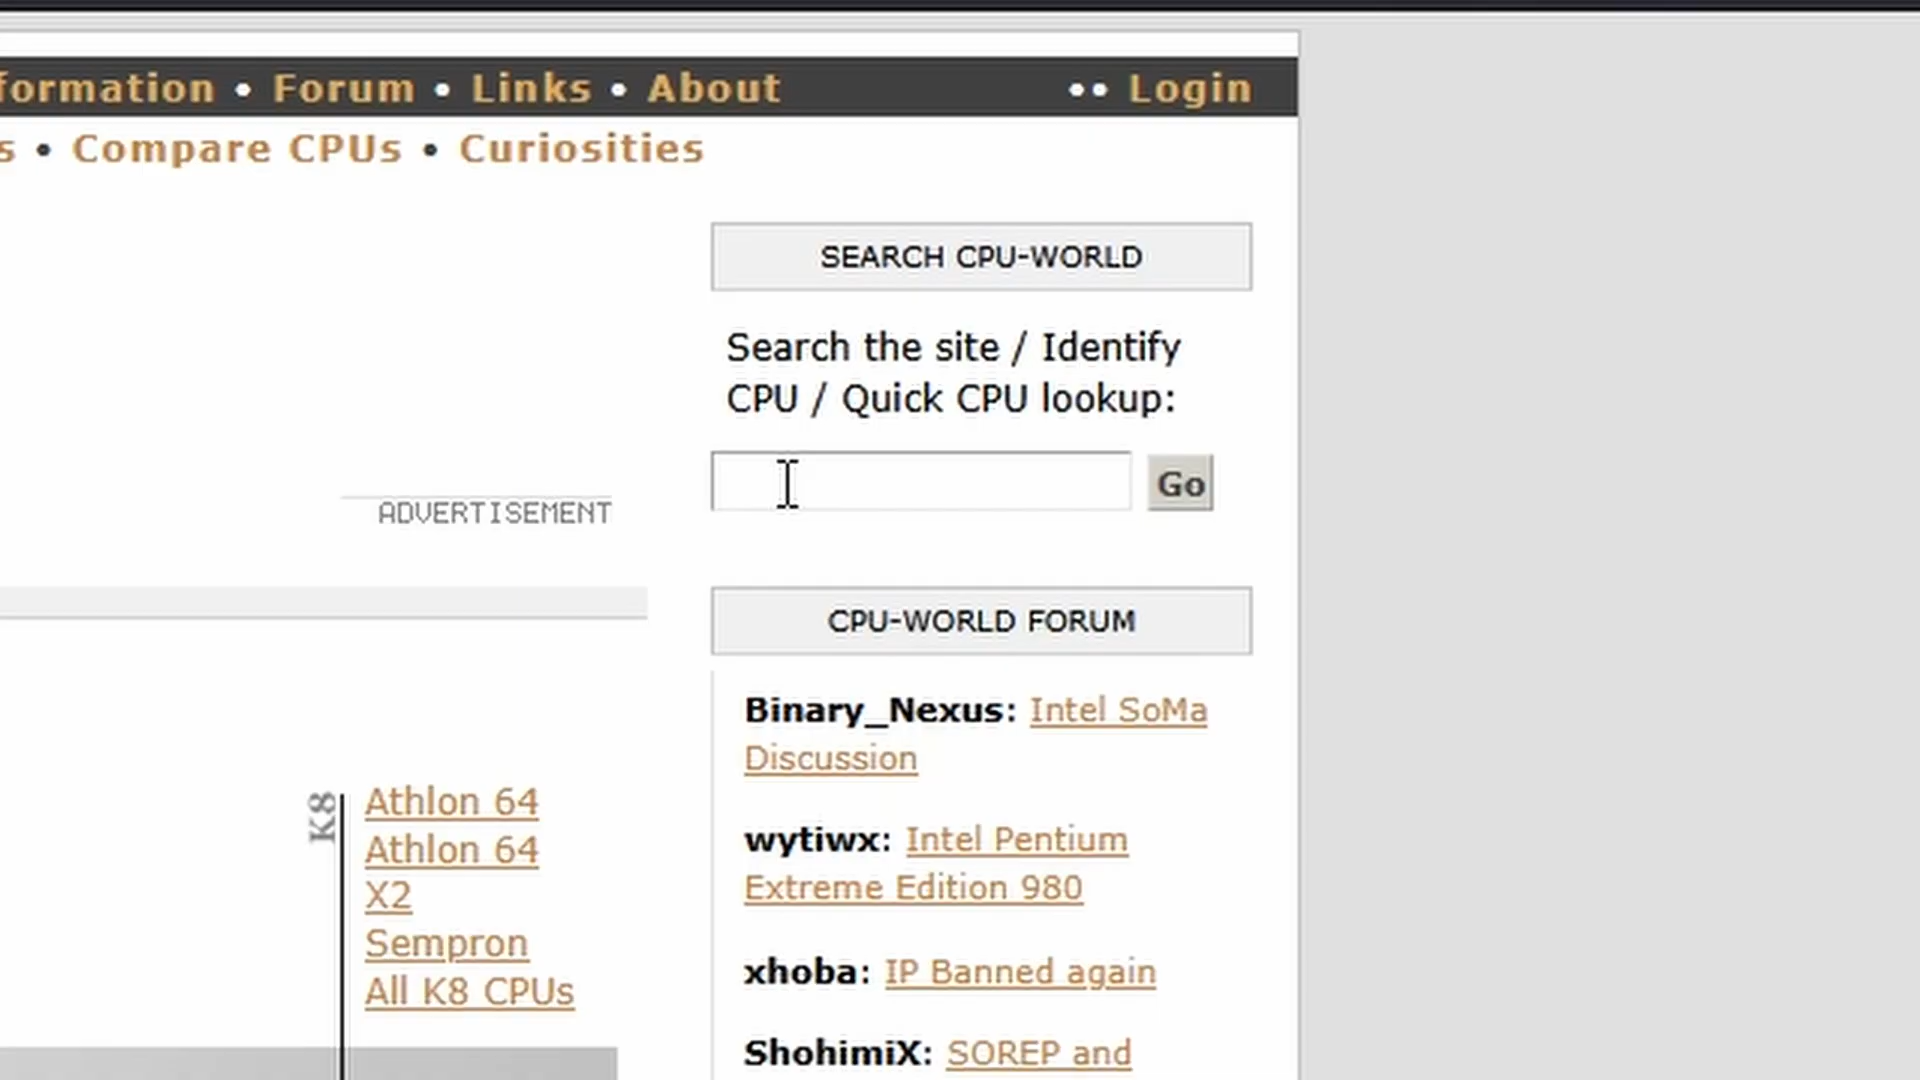 formation • Forum • Links • About •• Login
s • Compare CPUs • Curiosities
SEARCH CPU-WORLD
Search the site / Identify
CPU / Quick CPU lookup:
Go
ADVERTISEMENT
CPU-WORLD FORUM
Binary_Nexus: Intel SoMa
Discussion
wytiwx: Intel Pentium
Extreme Edition 980
xhoba: IP Banned again
ShohimiX: SOREP and
K8
Athlon 64
Athlon 64
X2
Sempron
All K8 CPUs